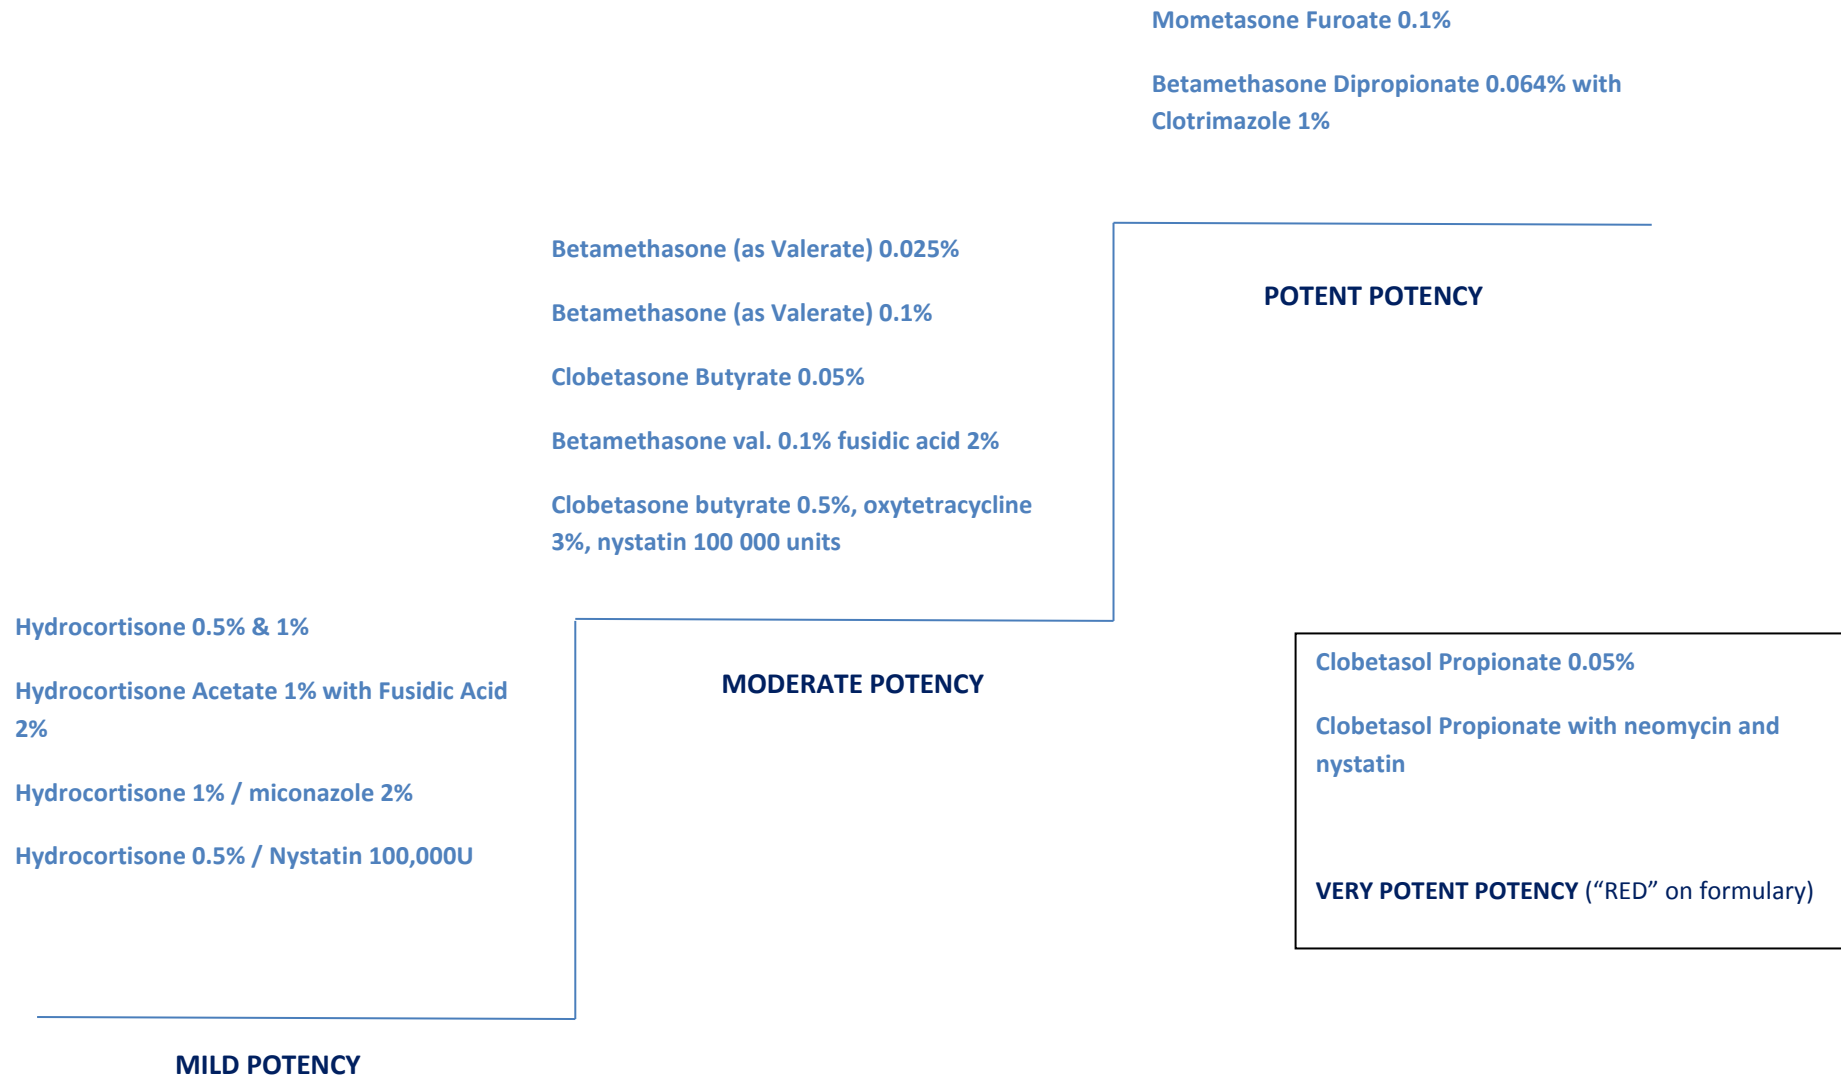 Mometasone Furoate 0.1%
Betamethasone Dipropionate 0.064% with
Clotrimazole 1%
POTENT POTENCY
Betamethasone (as Valerate) 0.025%
Betamethasone (as Valerate) 0.1%
Clobetasone Butyrate 0.05%
Betamethasone val. 0.1% fusidic acid 2%
Clobetasone butyrate 0.5%, oxytetracycline
3%, nystatin 100 000 units
MODERATE POTENCY
Hydrocortisone 0.5% & 1%
Hydrocortisone Acetate 1% with Fusidic Acid
2%
Hydrocortisone 1% / miconazole 2%
Hydrocortisone 0.5% / Nystatin 100,000U
MILD POTENCY
Clobetasol Propionate 0.05%
Clobetasol Propionate with neomycin and
nystatin
VERY POTENT POTENCY (“RED” on formulary)